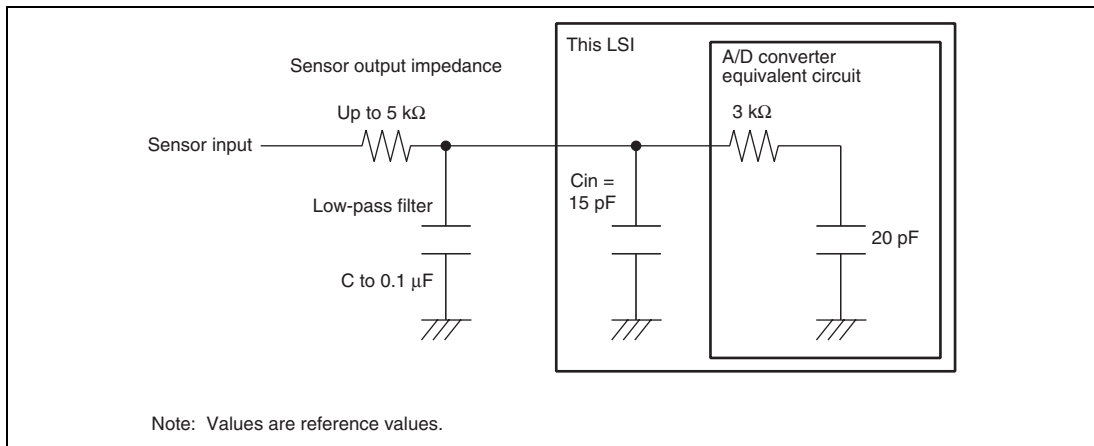 This LSI
A/D converter
equivalent circuit
Sensor output impedance
Up to 5 kΩ
3 kΩ
Sensor input
Cin =
15 pF
Low-pass filter
20 pF
C to 0.1 μF
Note: Values are reference values.